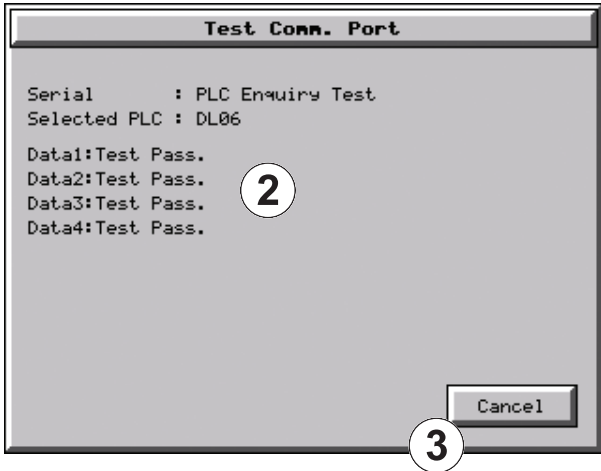 Test Comm. Port
Serial : PLC Enquiry Test
Selected PLC : DL06
Data1:Test Pass.
Data2:Test Pass.
Data3:Test Pass.
Data4:Test Pass.
2
Cancel
3